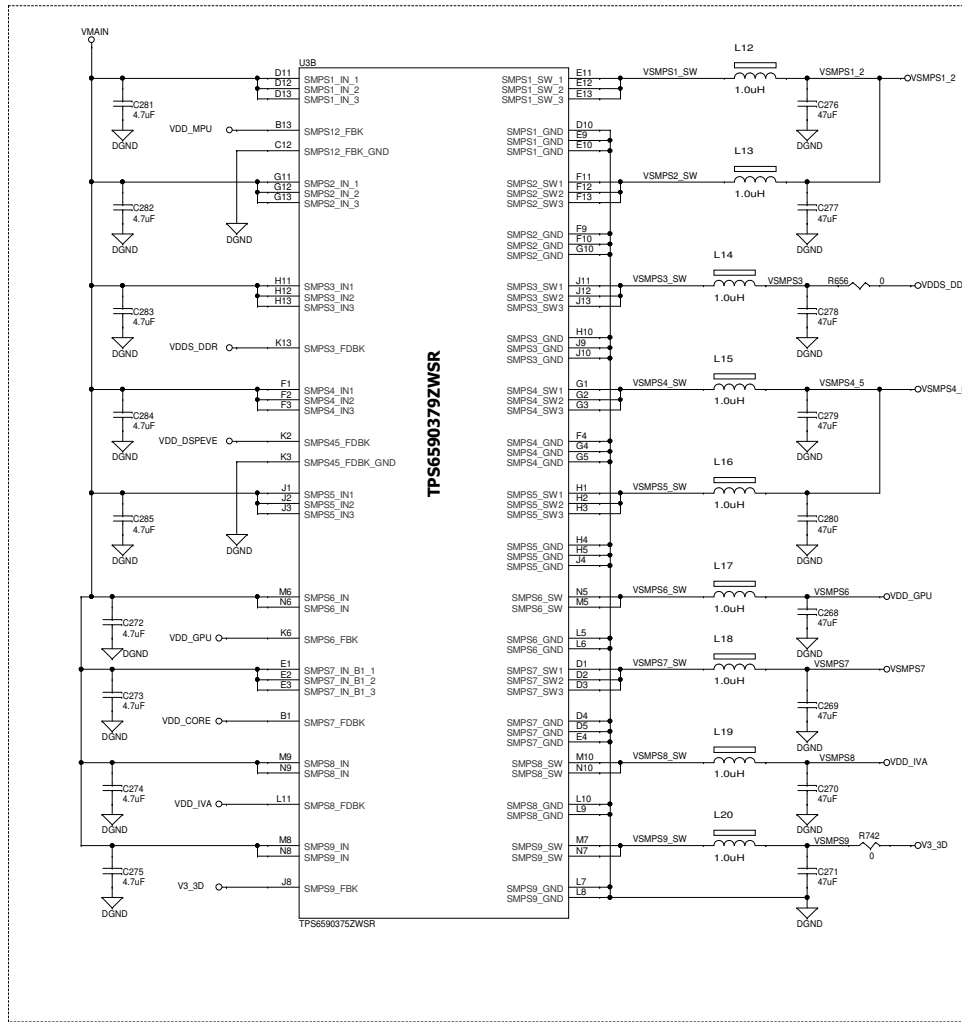 VMAIN
U3B
L12
D11 SMPS1_IN_1 SMPS1_SW_1 E11 VSMPS1_SW VSMPS1_2 VSMPS1_2
D12 SMPS1_IN_2 SMPS1_SW_2 E12
D13 SMPS1_IN_3 SMPS1_SW_3 E13 1.0uH
C281 C276
4.7uF 47uF
VDD_MPU B13 SMPS12_FBK SMPS1_GND D10
SMPS1_GND E9
DGND C12 SMPS12_FBK_GND SMPS1_GND E10 DGND
L13
G11 SMPS2_IN_1 SMPS2_SW1 F11 VSMPS2_SW
G12 SMPS2_IN_2 SMPS2_SW2 F12
G13 SMPS2_IN_3 SMPS2_SW3 F13 1.0uH
C282 C277
4.7uF 47uF
SMPS2_GND F9
DGND DGND SMPS2_GND F10 DGND
SMPS2_GND G10
L14
H11 SMPS3_IN1 SMPS3_SW1 J11 VSMPS3_SW VSMPS3 R656 0 VDDS_DD
H12 SMPS3_IN2 SMPS3_SW2 J12
H13 SMPS3_IN3 SMPS3_SW3 J13 1.0uH
C283 C278
4.7uF 47uF
SMPS3_GND H10
VDDS_DDR K13 SMPS3_FDBK SMPS3_GND J9
DGND SMPS3_GND J10 DGND
TPS6590379ZWSR
L15
F1 SMPS4_IN1 SMPS4_SW1 G1 VSMPS4_SW VSMPS4_5 VSMPS4_
F2 SMPS4_IN2 SMPS4_SW2 G2
F3 SMPS4_IN3 SMPS4_SW3 G3 1.0uH
C284 C279
4.7uF 47uF
VDD_DSPEVE K2 SMPS45_FDBK SMPS4_GND F4
SMPS4_GND G4
DGND K3 SMPS45_FDBK_GND SMPS4_GND G5 DGND
L16
J1 SMPS5_IN1 SMPS5_SW1 H1 VSMPS5_SW
J2 SMPS5_IN2 SMPS5_SW2 H2
J3 SMPS5_IN3 SMPS5_SW3 H3 1.0uH
C285 C280
4.7uF 47uF
SMPS5_GND H4
DGND DGND SMPS5_GND H5 DGND
SMPS5_GND J4
L17
M6 SMPS6_IN SMPS6_SW N5 VSMPS6_SW VSMPS6 VDD_GPU
N6 SMPS6_IN SMPS6_SW M5
1.0uH
C272 C268
4.7uF 47uF
VDD_GPU K6 SMPS6_FBK SMPS6_GND L5
DGND SMPS6_GND L6 DGND
L18
E1 SMPS7_IN_B1_1 SMPS7_SW1 D1 VSMPS7_SW VSMPS7 VSMPS7
E2 SMPS7_IN_B1_2 SMPS7_SW2 D2
E3 SMPS7_IN_B1_3 SMPS7_SW3 D3 1.0uH
C273 C269
4.7uF 47uF
VDD_CORE B1 SMPS7_FDBK SMPS7_GND D4
SMPS7_GND D5
DGND SMPS7_GND E4 DGND
L19
M9 SMPS8_IN SMPS8_SW M10 VSMPS8_SW VSMPS8 VDD_IVA
N9 SMPS8_IN SMPS8_SW N10
1.0uH
C274 C270
4.7uF 47uF
VDD_IVA L11 SMPS8_FDBK SMPS8_GND L10
DGND SMPS8_GND L9 DGND
L20
M8 SMPS9_IN SMPS9_SW M7 VSMPS9_SW VSMPS9 R742 V3_3D
N8 SMPS9_IN SMPS9_SW N7 0
1.0uH
C275 C271
4.7uF 47uF
V3_3D J8 SMPS9_FBK SMPS9_GND L7
DGND SMPS9_GND L8
DGND
TPS6590375ZWSR